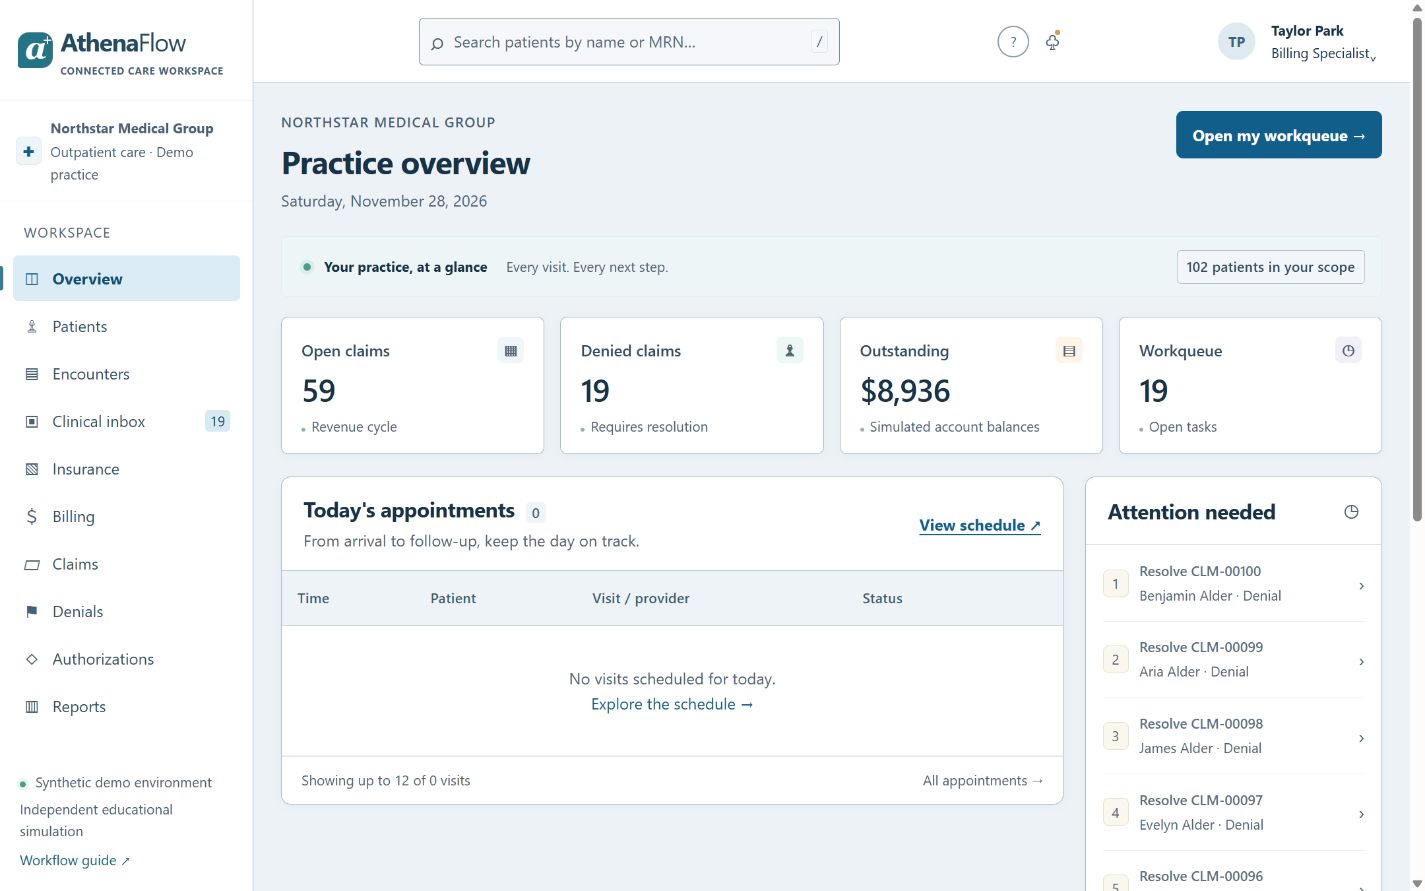 AthenaFlow
CONNECTED CARE WORKSPACE
Search patients by name or MRN...
/
?
TP
Taylor Park
Billing Specialist
Northstar Medical Group
Outpatient care · Demo
practice
WORKSPACE
Overview
Patients
Encounters
Clinical inbox 19
Insurance
Billing
Claims
Denials
Authorizations
Reports
Synthetic demo environment
Independent educational
simulation
Workflow guide ↗
NORTHSTAR MEDICAL GROUP
Practice overview
Saturday, November 28, 2026
Open my workqueue →
Your practice, at a glance Every visit. Every next step.
102 patients in your scope
Open claims
59
Revenue cycle
Denied claims
19
Requires resolution
Outstanding
$8,936
Simulated account balances
Workqueue
19
Open tasks
Today's appointments 0
From arrival to follow-up, keep the day on track.
View schedule ↗
Time Patient Visit / provider Status
No visits scheduled for today.
Explore the schedule →
Showing up to 12 of 0 visits
All appointments →
Attention needed
1 Resolve CLM-00100
Benjamin Alder · Denial
2 Resolve CLM-00099
Aria Alder · Denial
3 Resolve CLM-00098
James Alder · Denial
4 Resolve CLM-00097
Evelyn Alder · Denial
5 Resolve CLM-00096